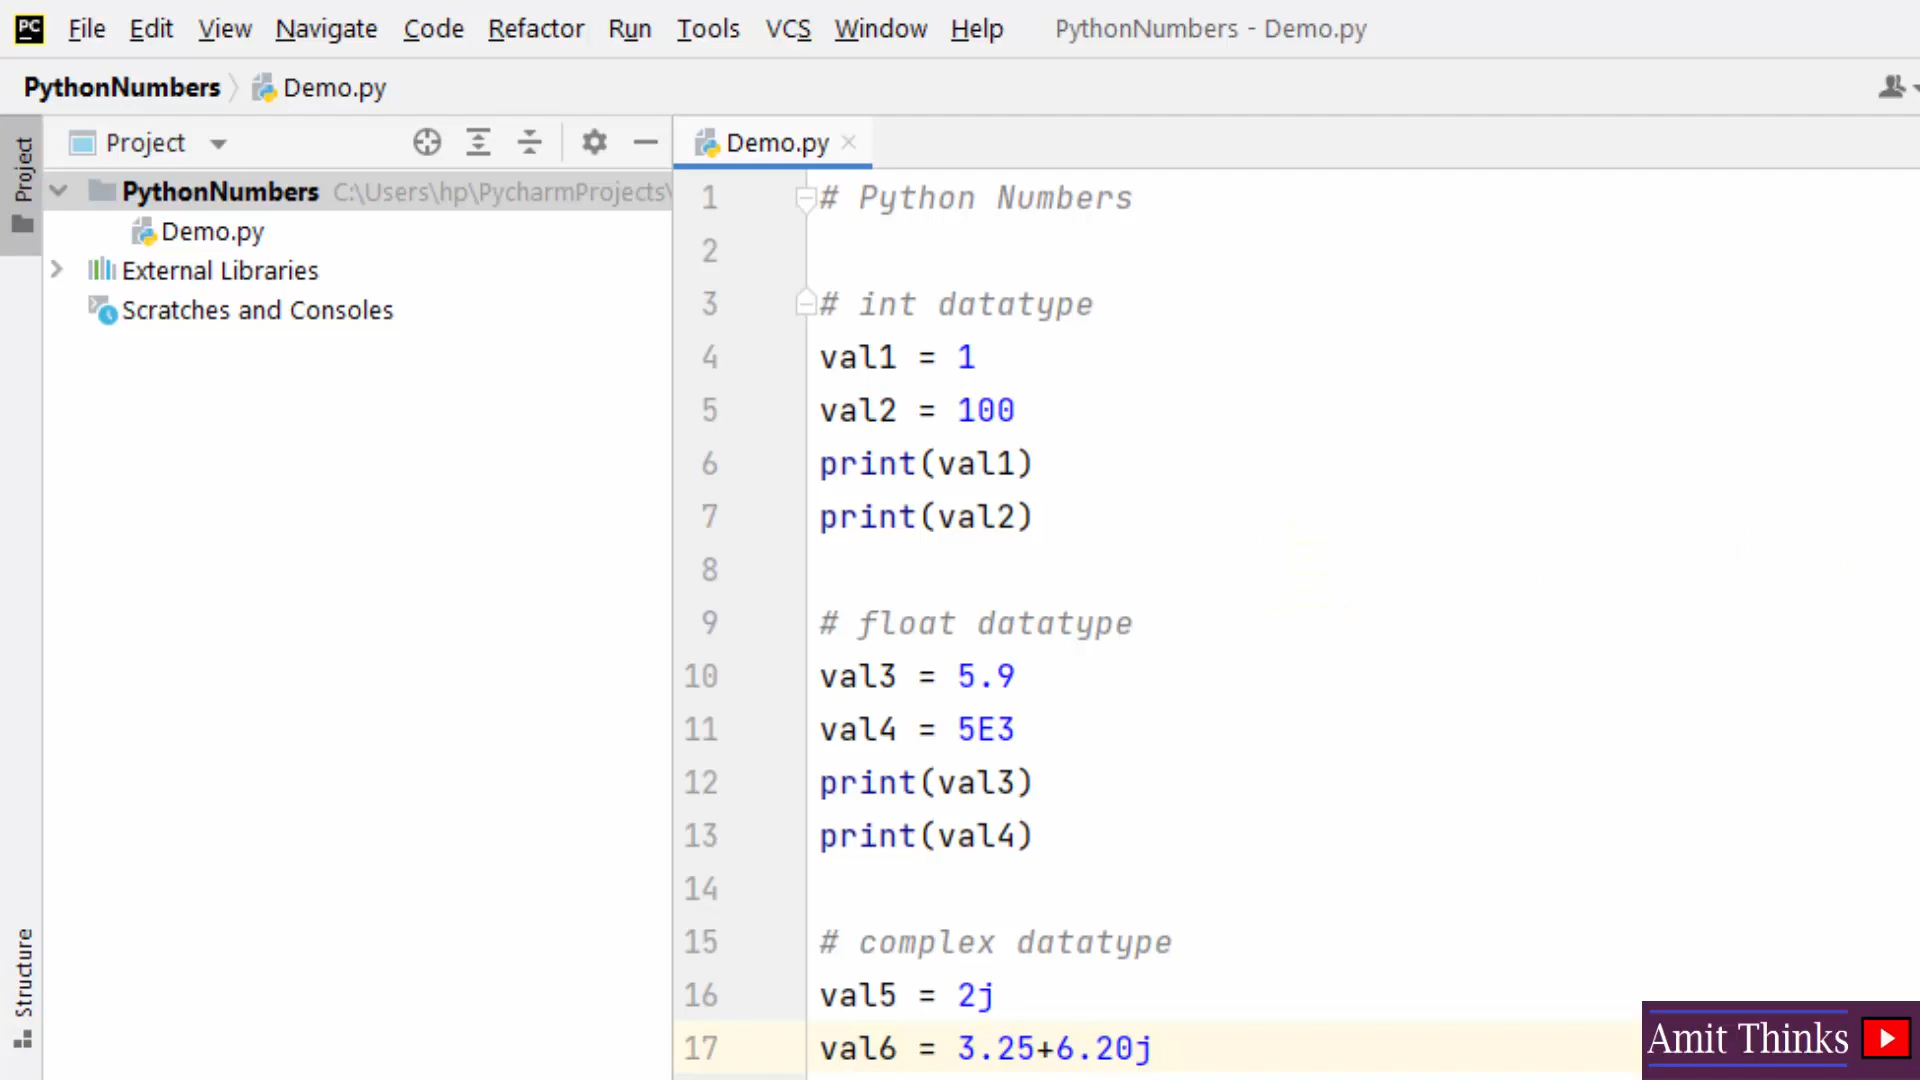 PC File Edit View Navigate Code Refactor Run Tools VCS Window Help PythonNumbers - Demo.py
PythonNumbers Demo.py
Project
Project
Demo.py
PythonNumbers C:\Users\hp\PycharmProjects\
Demo.py
External Libraries
Scratches and Consoles
Structure
1 # Python Numbers
2
3 # int datatype
4 val1 = 1
5 val2 = 100
6 print(val1)
7 print(val2)
8
9 # float datatype
10 val3 = 5.9
11 val4 = 5E3
12 print(val3)
13 print(val4)
14
15 # complex datatype
16 val5 = 2j
17 val6 = 3.25+6.20j
Amit Thinks